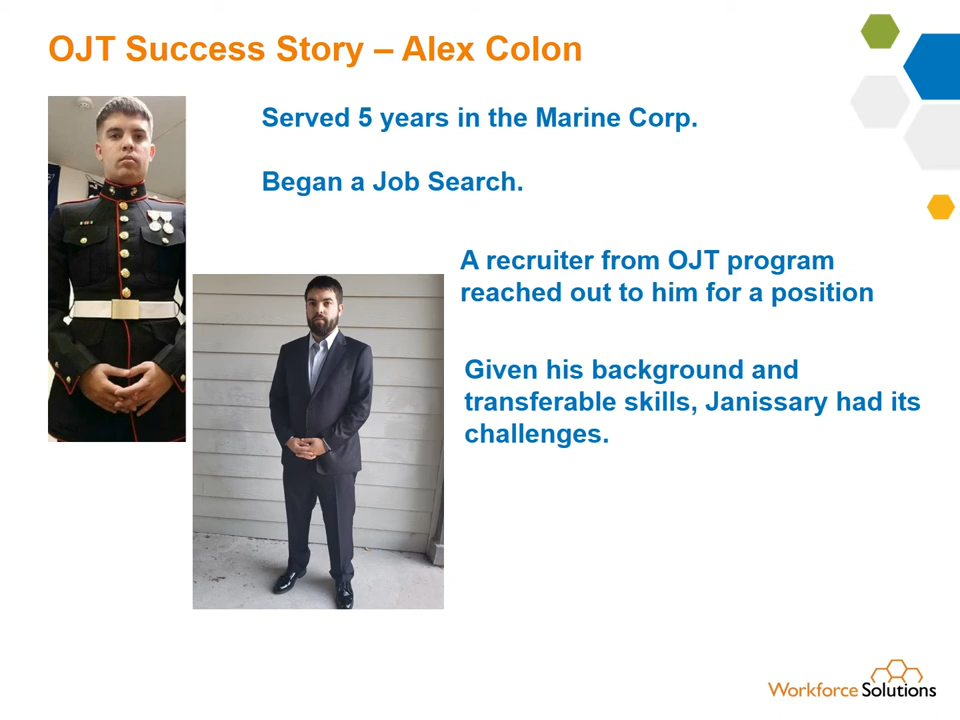 OJT Success Story – Alex Colon
Served 5 years in the Marine Corp.
Began a Job Search.
A recruiter from OJT program
reached out to him for a position
Given his background and
transferable skills, Janissary had its
challenges.
Workforce Solutions